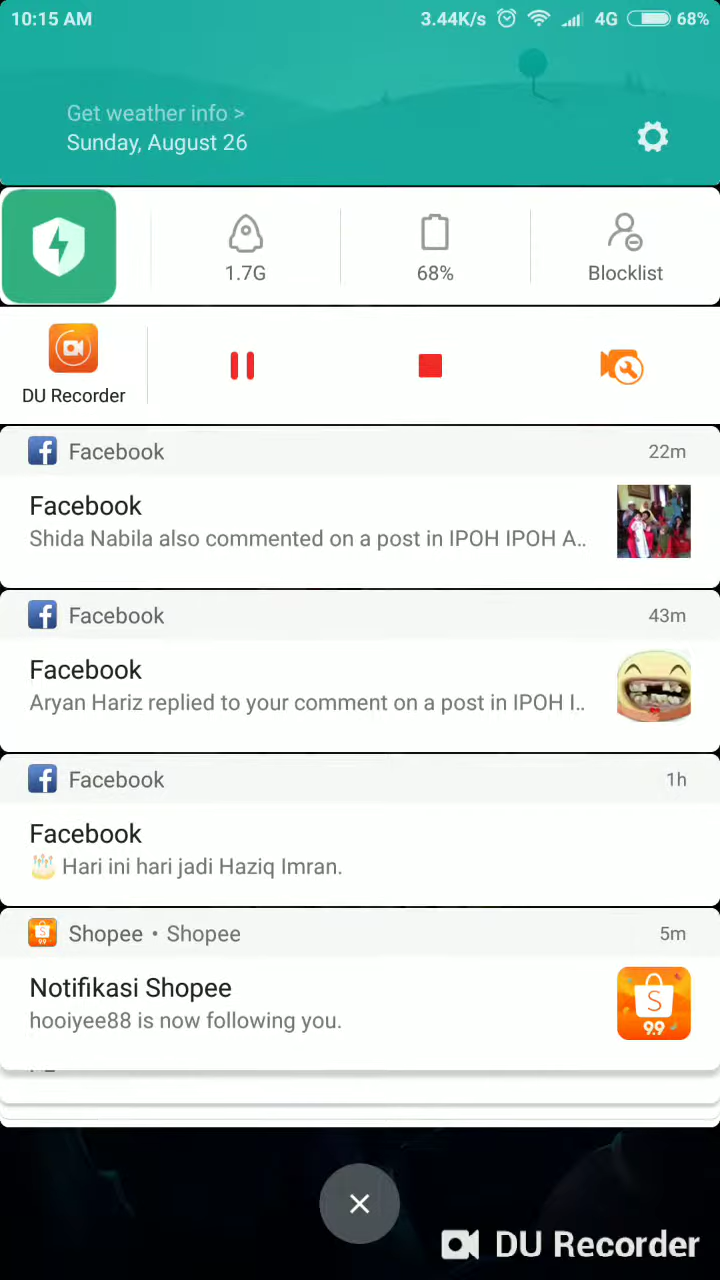 10:15 AM 3.44K/s 4G 68%
Get weather info >
Sunday, August 26
1.7G 68% Blocklist
DU Recorder
Facebook 22m
Facebook
Shida Nabila also commented on a post in IPOH IPOH A..
Facebook 43m
Facebook
Aryan Hariz replied to your comment on a post in IPOH I..
Facebook 1h
Facebook
🎂 Hari ini hari jadi Haziq Imran.
Shopee • Shopee 5m
Notifikasi Shopee
hooiyee88 is now following you.
S
9.9
DU Recorder